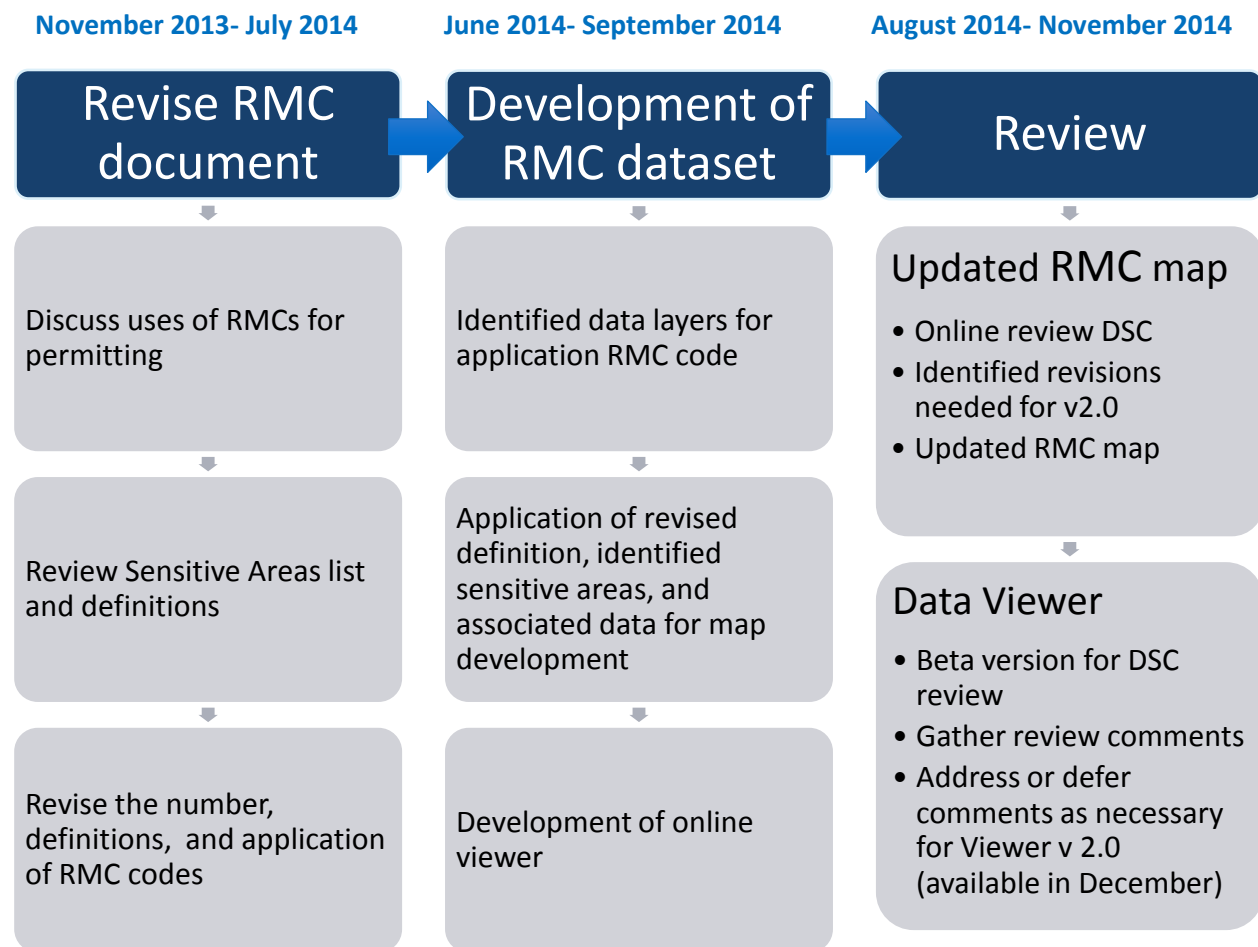 November 2013- July 2014
Revise RMC
document
Discuss uses of RMCs for
permitting
Review Sensitive Areas list
and definitions
Revise the number,
definitions,  and application
of RMC codes
June 2014- September 2014
Development of
RMC dataset
Identified data layers for
application RMC code
Application of revised
definition, identified
sensitive areas, and
associated data for map
development
Development of online
viewer
August 2014- November 2014
Review
Updated RMC map
• Online review DSC
• Identified revisions
needed for v2.0
• Updated RMC map
Data Viewer
• Beta version for DSC
review
• Gather review comments
• Address or defer
comments as necessary
for Viewer v 2.0
(available in December)